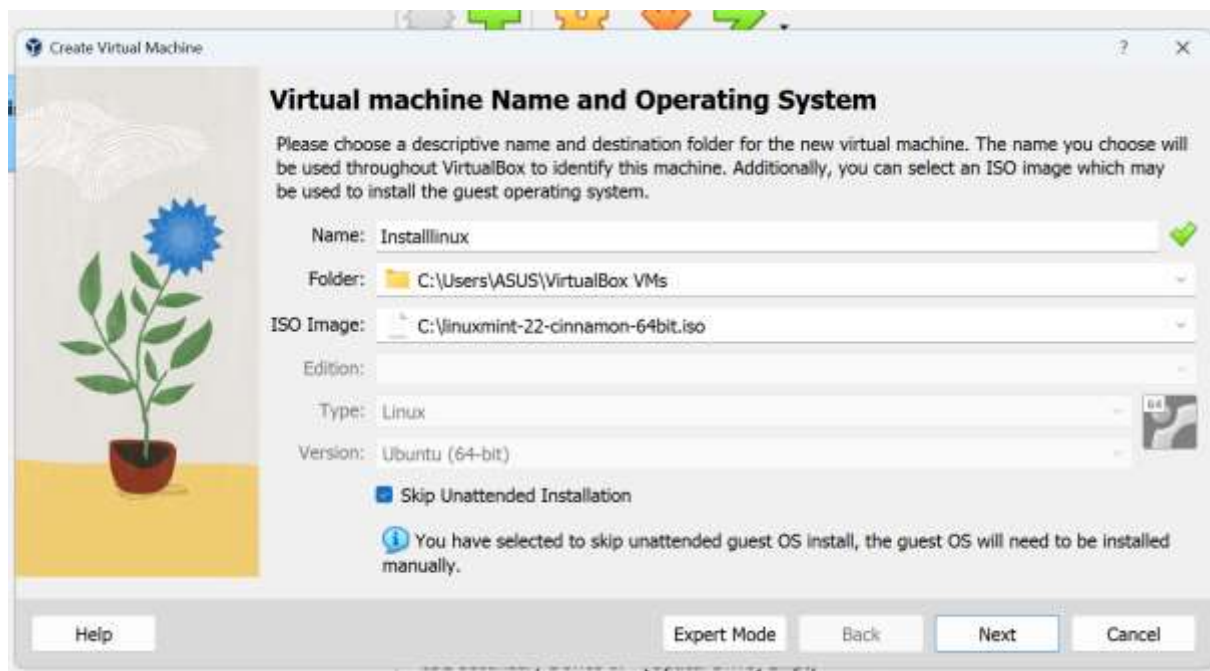 Create Virtual Machine
?
Virtual machine Name and Operating System
Please choose a descriptive name and destination folder for the new virtual machine. The name you choose will
be used throughout VirtualBox to identify this machine. Additionally, you can select an ISO image which may
be used to install the guest operating system.
Name: Installlinux
Folder: C:\Users\ASUS\VirtualBox VMs
ISO Image: C:\linuxmint-22-cinnamon-64bit.iso
Edition:
Type: Linux
64
Version: Ubuntu (64-bit)
Skip Unattended Installation
You have selected to skip unattended guest OS install, the guest OS will need to be installed
manually.
Help Expert Mode Back Next Cancel